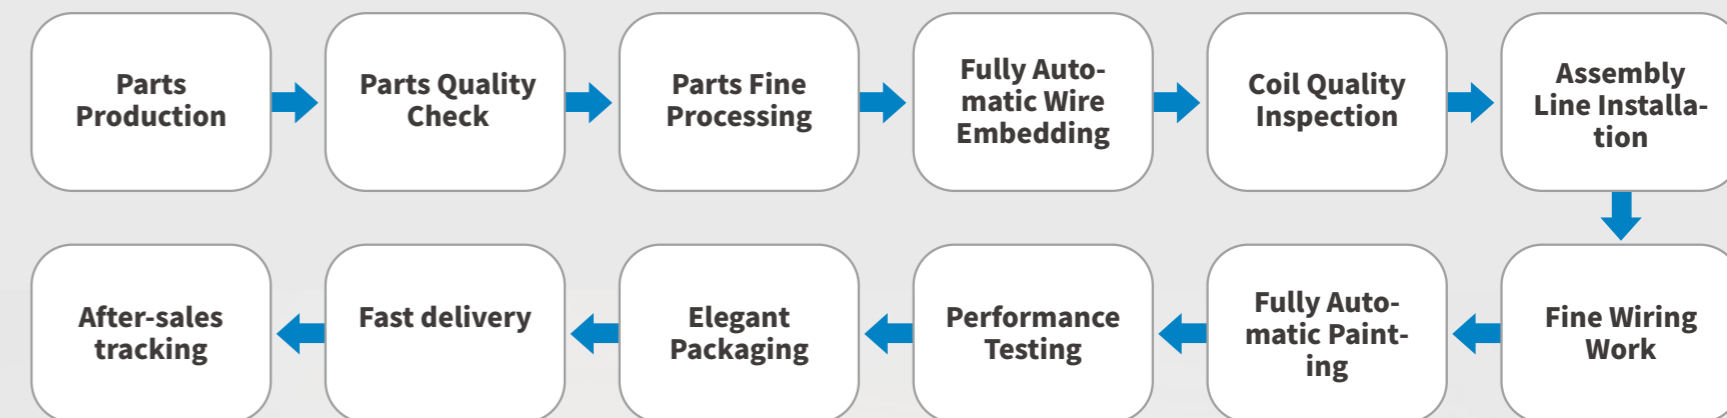 Parts
Production
Parts Quality
Check
Parts Fine
Processing
Fully Auto-
matic Wire
Embedding
Coil Quality
Inspection
Assembly
Line Installa-
tion
Fine Wiring
Work
Fully Auto-
matic Paint-
ing
Performance
Testing
Elegant
Packaging
Fast delivery
After-sales
tracking